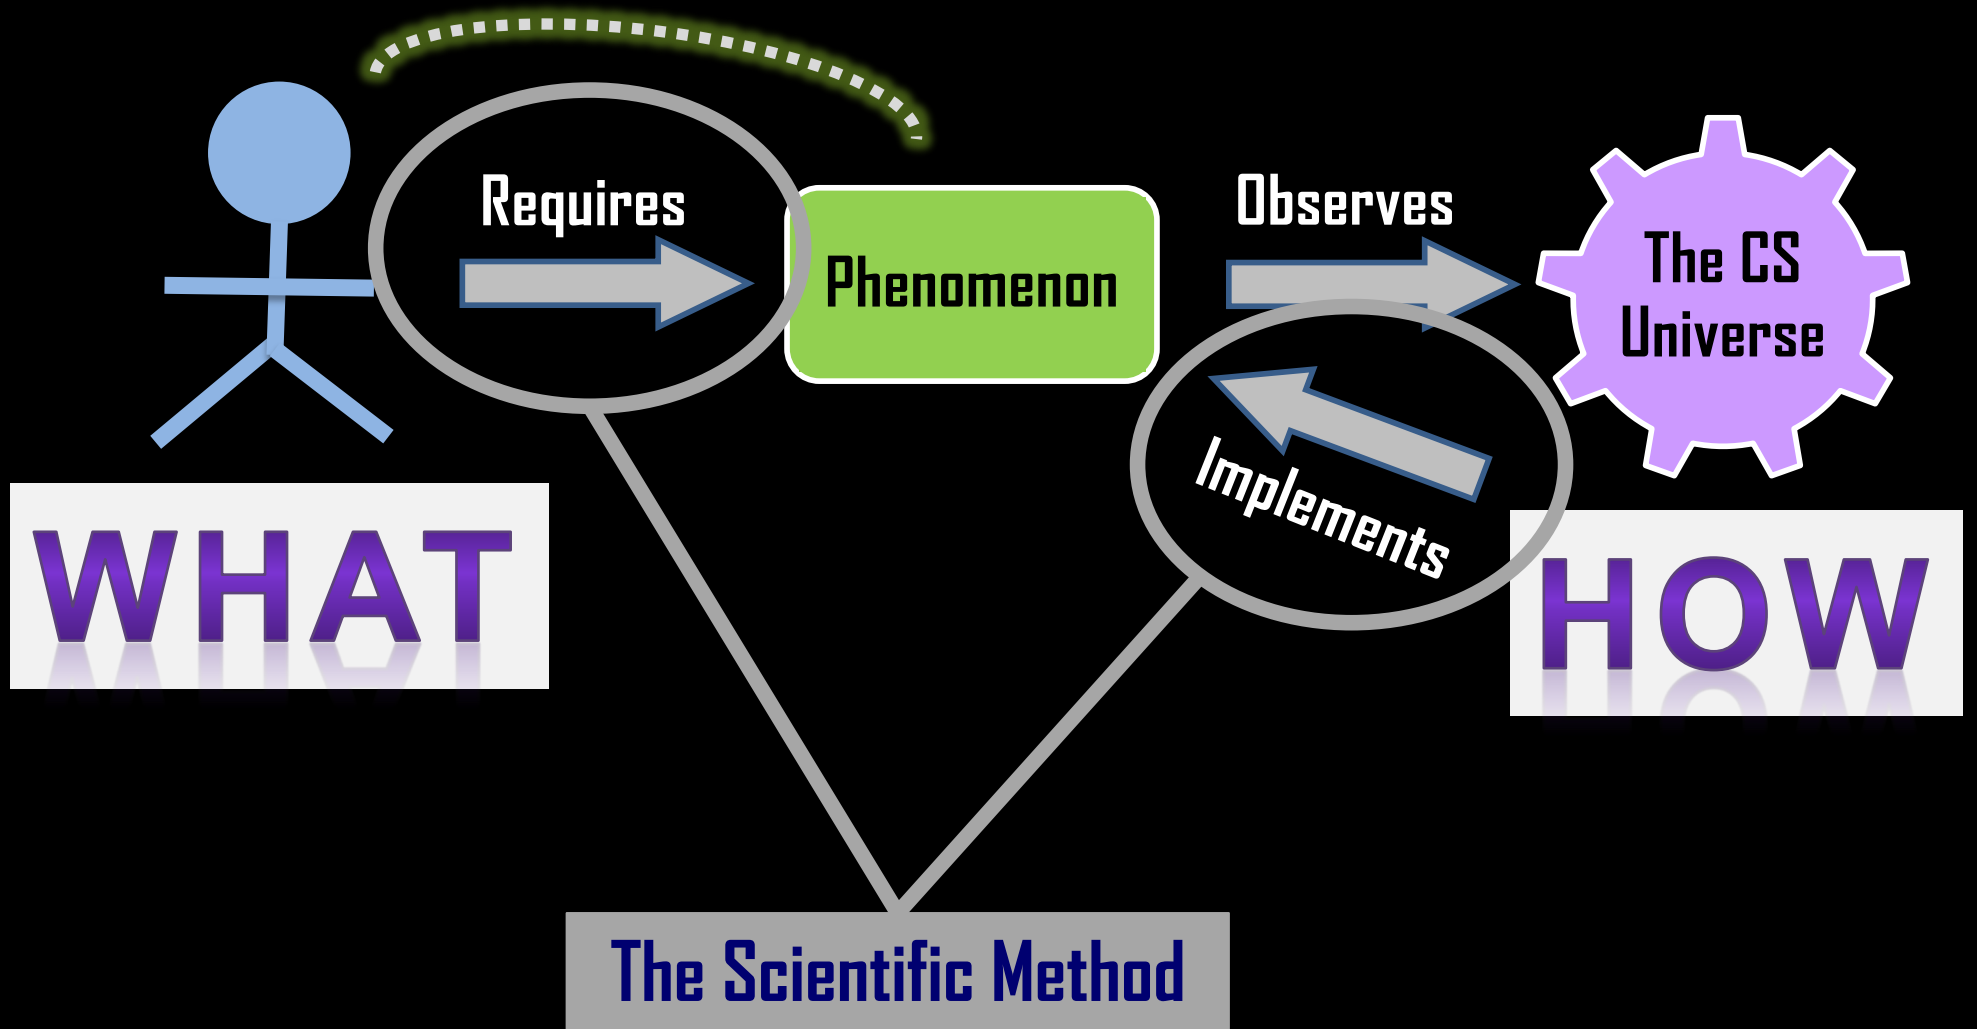 Requires
Observes
Phenomenon
The CS
Universe
Implements
WHAT
HOW
The Scientific Method